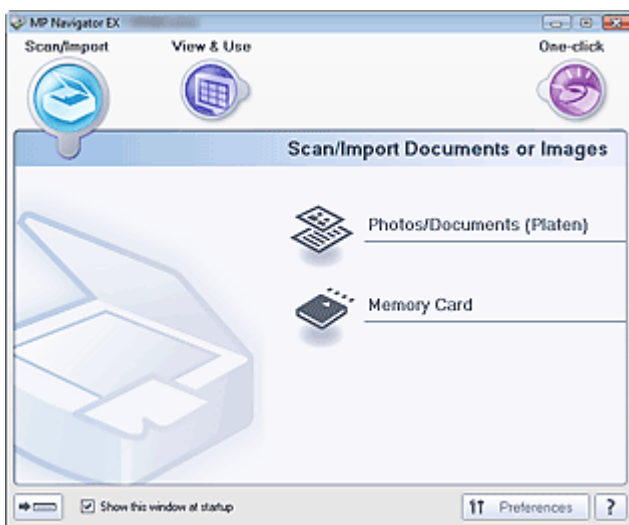 MP Navigator EX
Scan/Import
View & Use
One-click
Scan/Import Documents or Images
Photos/Documents (Platen)
Memory Card
Show this window at startup
Preferences
?